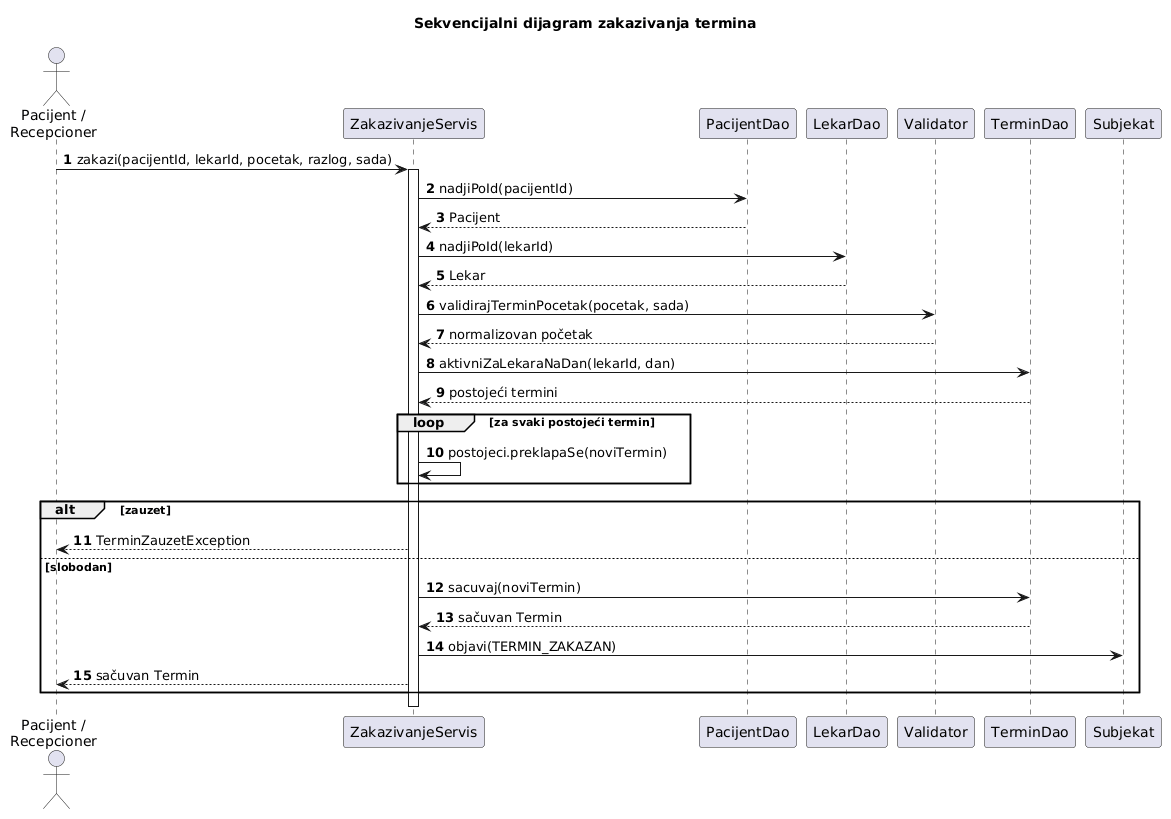 Sekvencijalni dijagram zakazivanja termina
Pacijent /
Recepcioner
ZakazivanjeServis
PacijentDao
LekarDao
Validator
TerminDao
Subjekat
1 zakazi(pacijentId, lekarId, pocetak, razlog, sada)
2 nadjiPoId(pacijentId)
3 Pacijent
4 nadjiPoId(lekarId)
5 Lekar
6 validirajTerminPocetak(pocetak, sada)
7 normalizovan početak
8 aktivniZaLekaraNaDan(lekarId, dan)
9 postojeći termini
loop [za svaki postojeći termin]
10 postojeci.preklapaSe(noviTermin)
alt [zauzet]
11 TerminZauzetException
[slobodan]
12 sacuvaj(noviTermin)
13 sačuvan Termin
14 objavi(TERMIN_ZAKAZAN)
15 sačuvan Termin
Pacijent /
Recepcioner
ZakazivanjeServis
PacijentDao
LekarDao
Validator
TerminDao
Subjekat